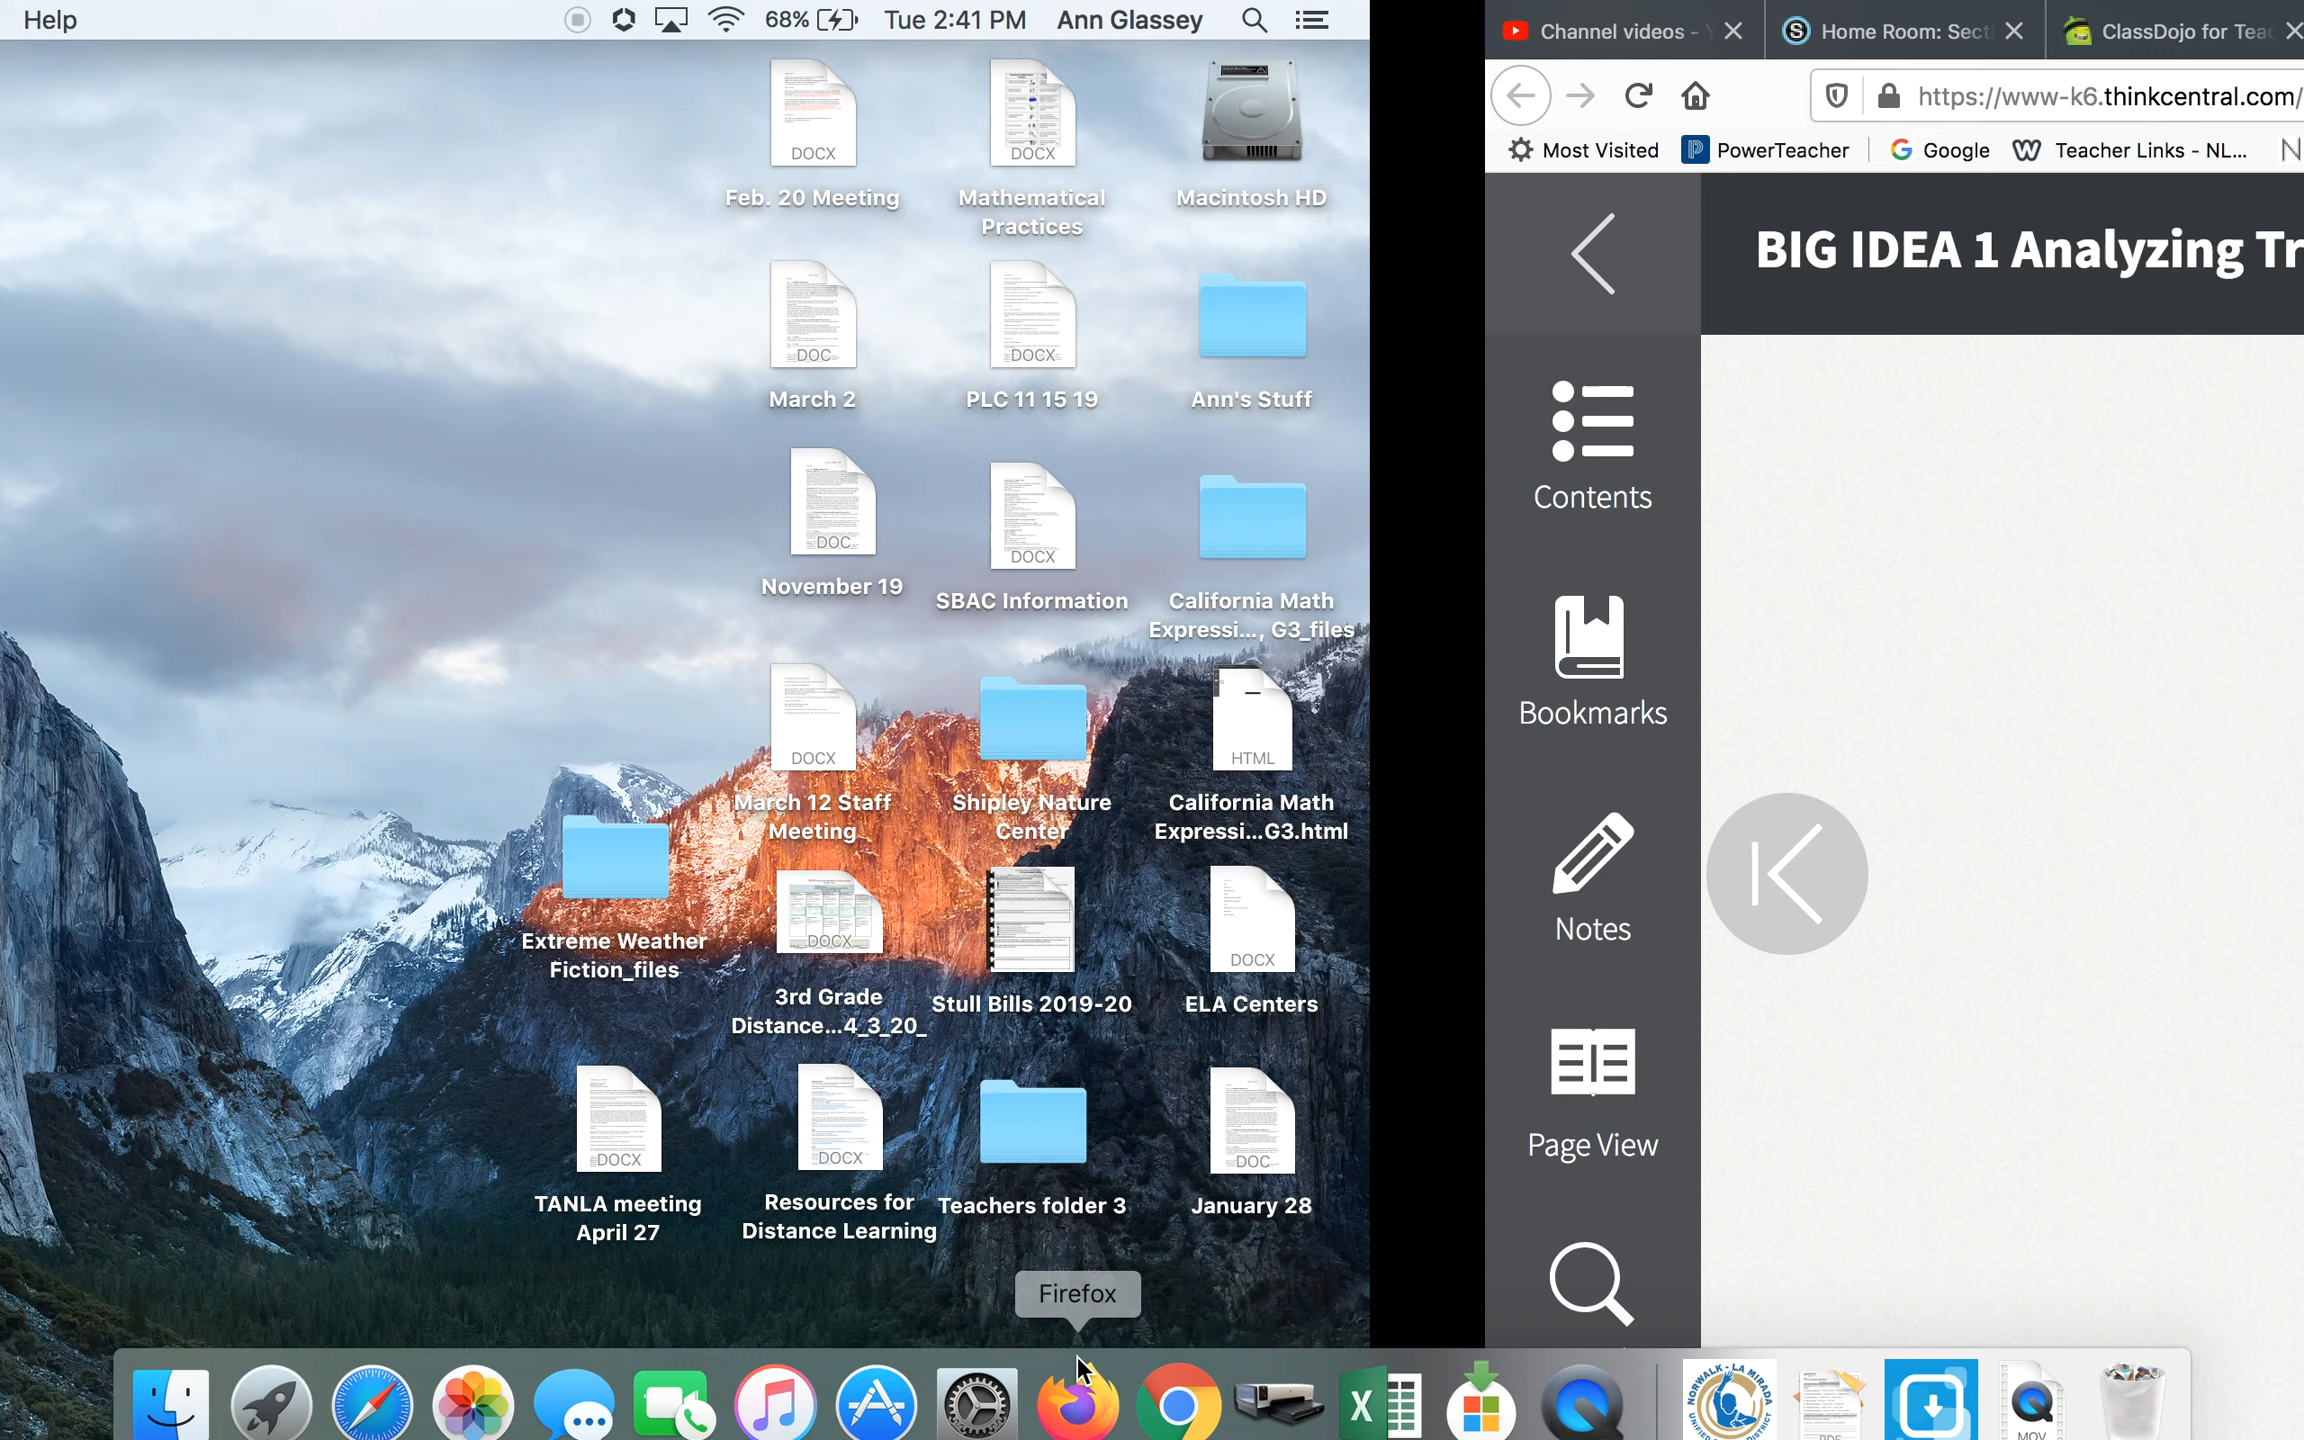 Help
68%
Tue 2:41 PM
Ann Glassey
DOCX
Feb. 20 Meeting
DOCX
Mathematical
Practices
Macintosh HD
DOC
March 2
DOCX
PLC 11 15 19
Ann's Stuff
DOC
November 19
DOCX
SBAC Information
California Math
Expressi..., G3_files
DOCX
March 12 Staff
Meeting
Shipley Nature
Center
HTML
California Math
Expressi...G3.html
Extreme Weather
Fiction_files
DOCX
3rd Grade
Distance...4_3_20_
Stull Bills 2019-20
DOCX
ELA Centers
DOCX
TANLA meeting
April 27
DOCX
Resources for
Distance Learning
Teachers folder 3
DOC
January 28
Firefox
Channel videos -
Home Room: Sect
ClassDojo for Tea
https://www-k6.thinkcentral.com/
Most Visited
PowerTeacher
Google
Teacher Links - NL...
BIG IDEA 1 Analyzing Tr
Contents
Bookmarks
Notes
Page View
NORWALK - LA MIRADA
MOV